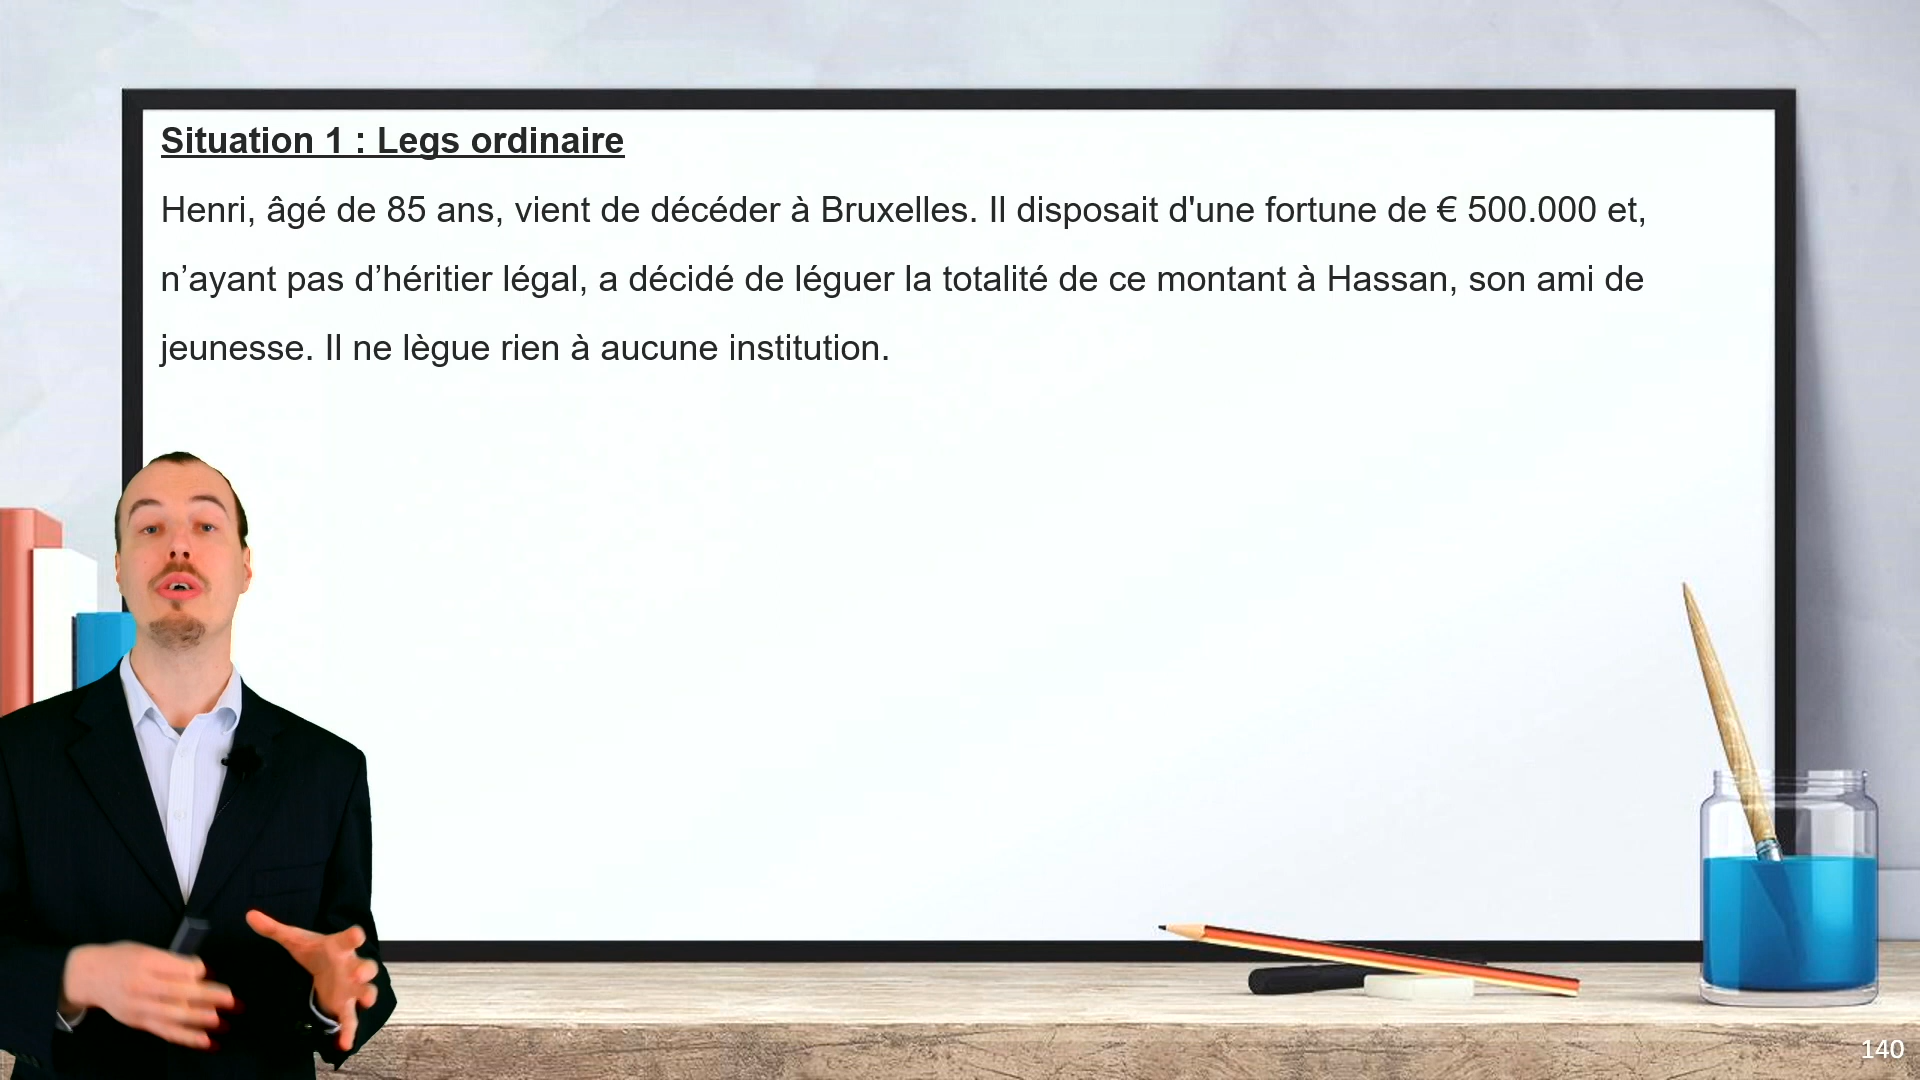 Situation 1 : Legs ordinaire
Henri, âgé de 85 ans, vient de décéder à Bruxelles. Il disposait d'une fortune de € 500.000 et,
n’ayant pas d’héritier légal, a décidé de léguer la totalité de ce montant à Hassan, son ami de
jeunesse. Il ne lègue rien à aucune institution.
140